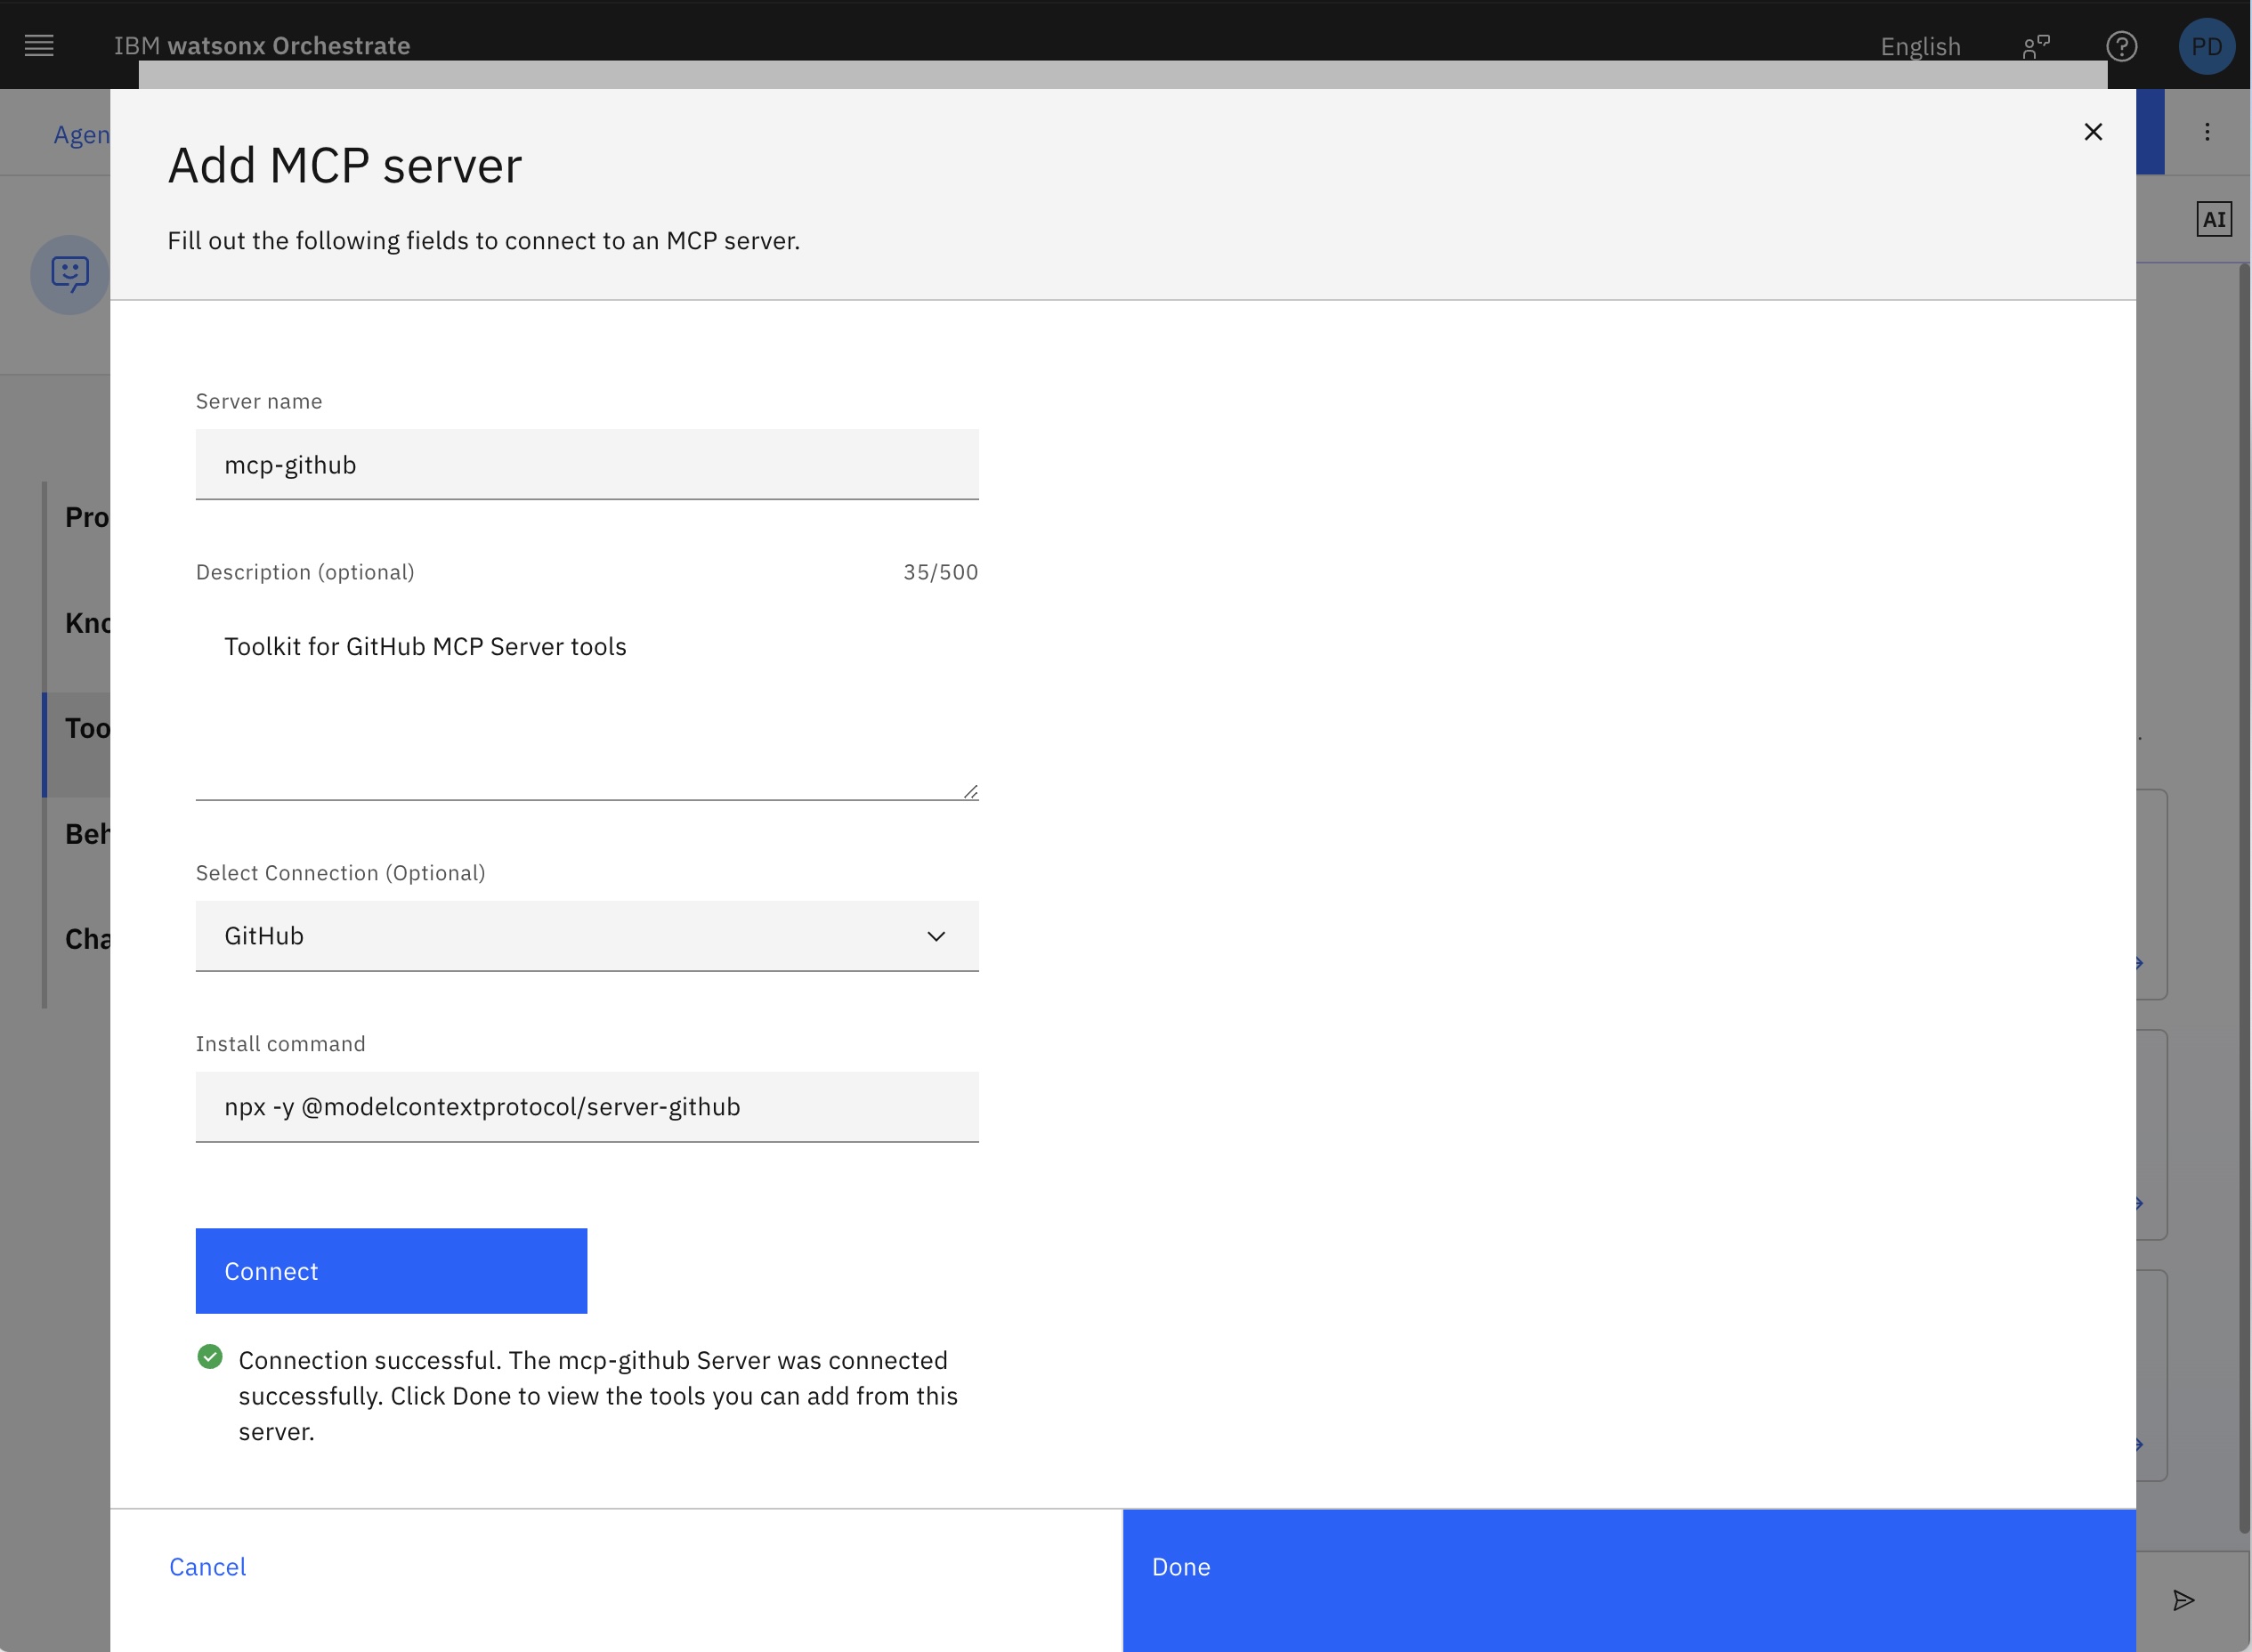 IBM watsonx Orchestrate
English
PD
Agen
AI
Add MCP server
Fill out the following fields to connect to an MCP server.
Server name
mcp-github
Description (optional)
35/500
Toolkit for GitHub MCP Server tools
Select Connection (Optional)
GitHub
Install command
npx -y @modelcontextprotocol/server-github
Connect
Connection successful. The mcp-github Server was connected
successfully. Click Done to view the tools you can add from this
server.
Cancel
Done
Pro
Kno
Too
Beh
Cha